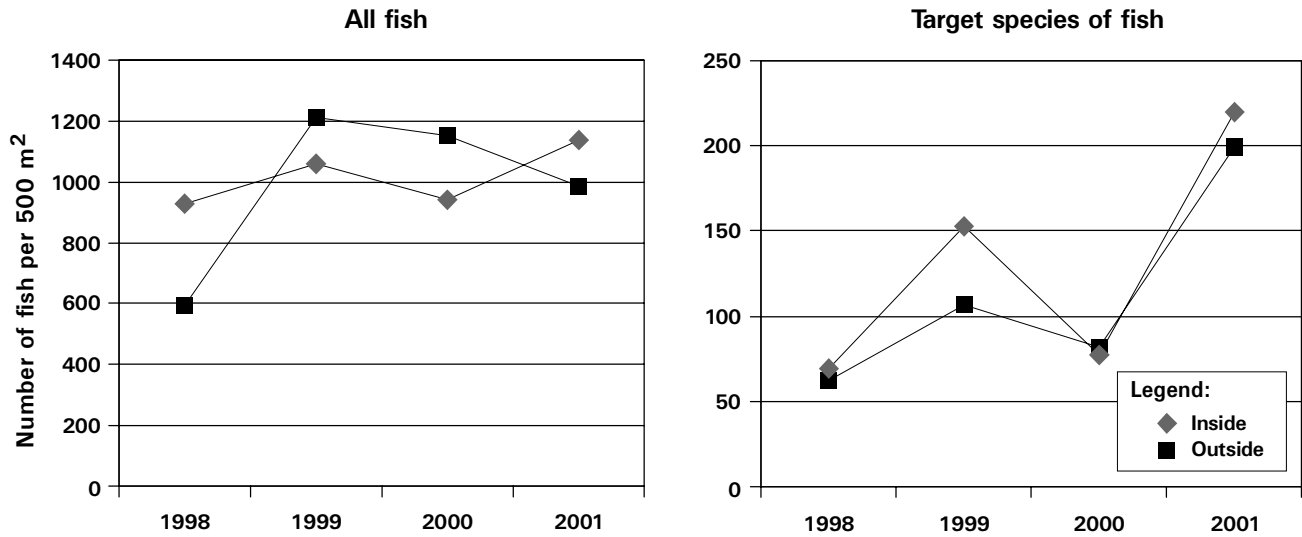 All fish
Number of fish per 500 m²
1400
1200
1000
800
600
400
200
0
1998 1999 2000 2001
Target species of fish
250
200
150
100
50
0
1998 1999 2000 2001
Legend:
Inside
Outside